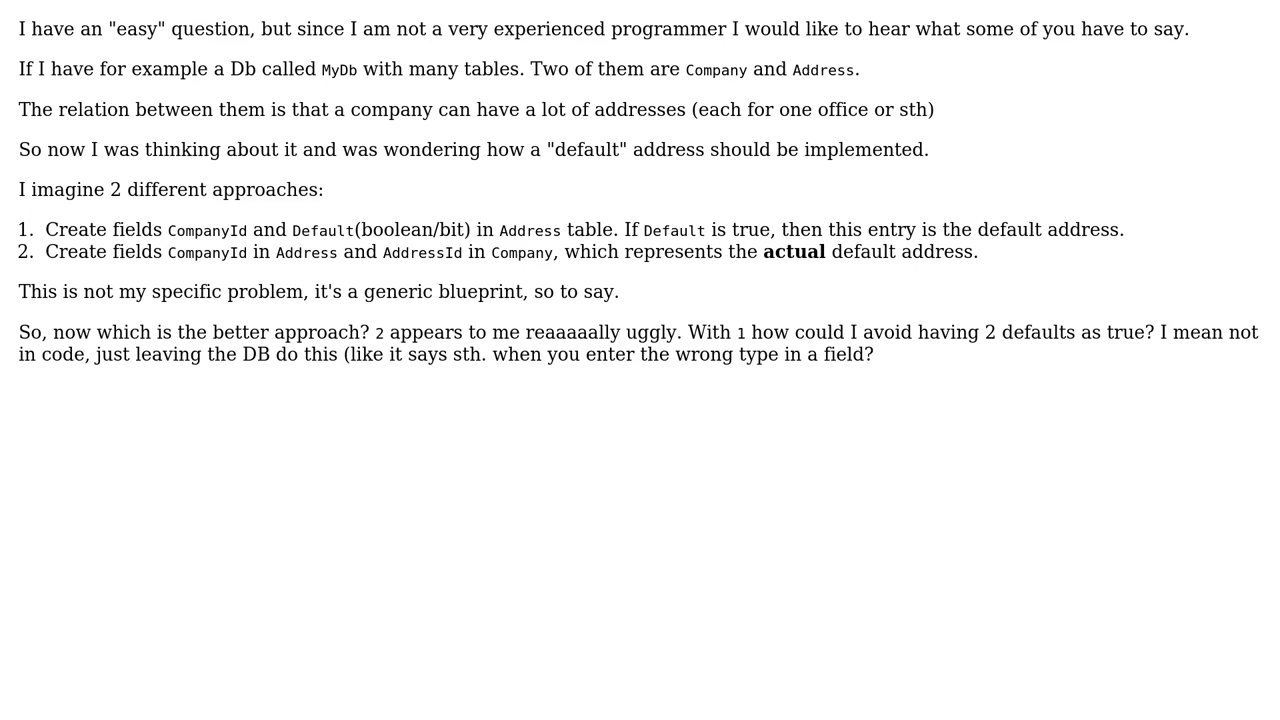 I have an "easy" question, but since I am not a very experienced programmer I would like to hear what some of you have to say.
If I have for example a Db called MyDb with many tables. Two of them are Company and Address.
The relation between them is that a company can have a lot of addresses (each for one office or sth)
So now I was thinking about it and was wondering how a "default" address should be implemented.
I imagine 2 different approaches:
1. Create fields CompanyId and Default(boolean/bit) in Address table. If Default is true, then this entry is the default address.
2. Create fields CompanyId in Address and AddressId in Company, which represents the actual default address.
This is not my specific problem, it's a generic blueprint, so to say.
So, now which is the better approach? 2 appears to me reaaaaally uggly. With 1 how could I avoid having 2 defaults as true? I mean not
in code, just leaving the DB do this (like it says sth. when you enter the wrong type in a field?